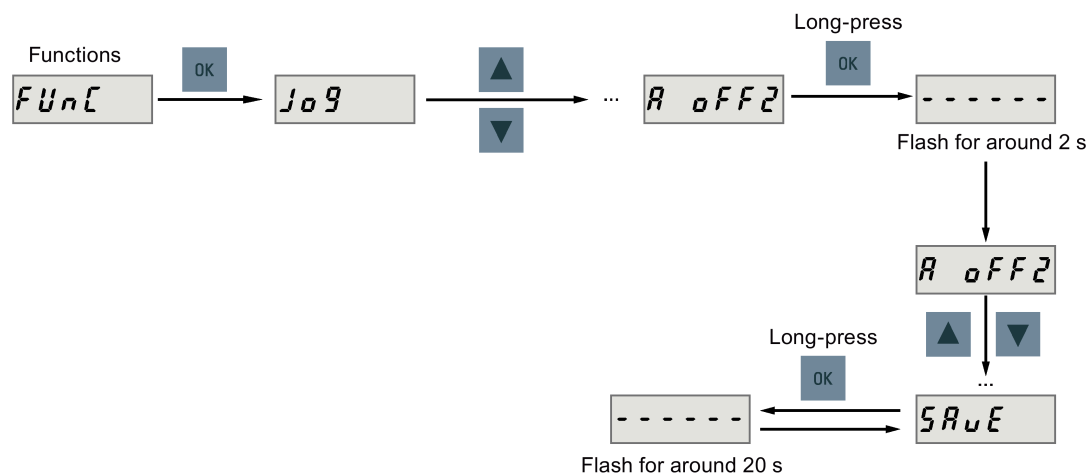 Long-press
Functions
OK
OK
FUnC
Jog
...
A oFF2
------
Flash for around 2 s
A oFF2
Long-press
OK
...
------
SAvE
Flash for around 20 s